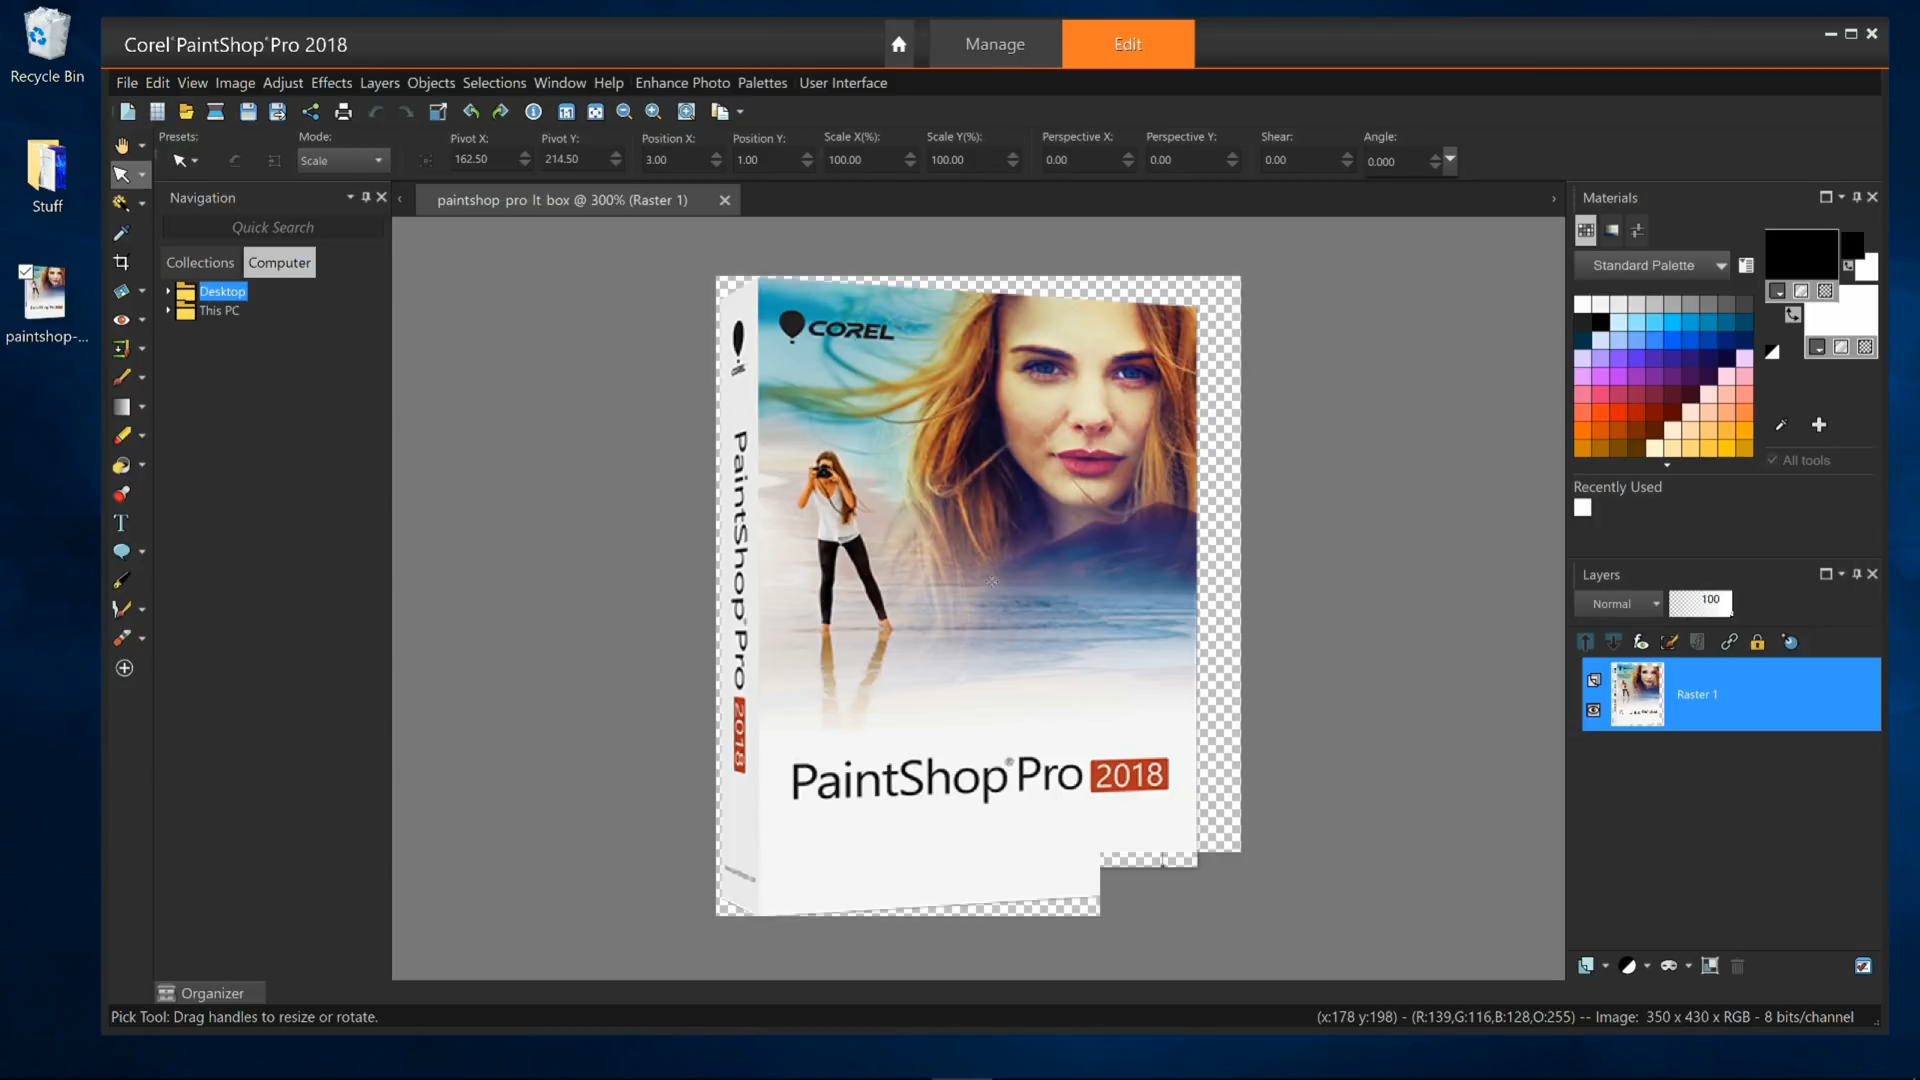 Recycle Bin
Stuff
paintshop-...
Corel®PaintShop®Pro 2018
Manage
Edit
File Edit View Image Adjust Effects Layers Objects Selections Window Help Enhance Photo Palettes User Interface
Presets:
Mode:
Scale
Pivot X:
162.50
Pivot Y:
214.50
Position X:
3.00
Position Y:
1.00
Scale X(%):
100.00
Scale Y(%):
100.00
Perspective X:
0.00
Perspective Y:
0.00
Shear:
0.00
Angle:
0.000
Navigation
Quick Search
Collections
Computer
Desktop
This PC
paintshop-pro-lt-box @ 300% (Raster 1)
COREL
PaintShop®Pro 2018
PaintShop®Pro 2018
Materials
Standard Palette
All tools
Recently Used
Layers
Normal
100
Raster 1
Organizer
Pick Tool: Drag handles to resize or rotate.
(x:178 y:198) - (R:139,G:116,B:128,O:255) -- Image: 350 x 430 x RGB - 8 bits/channel